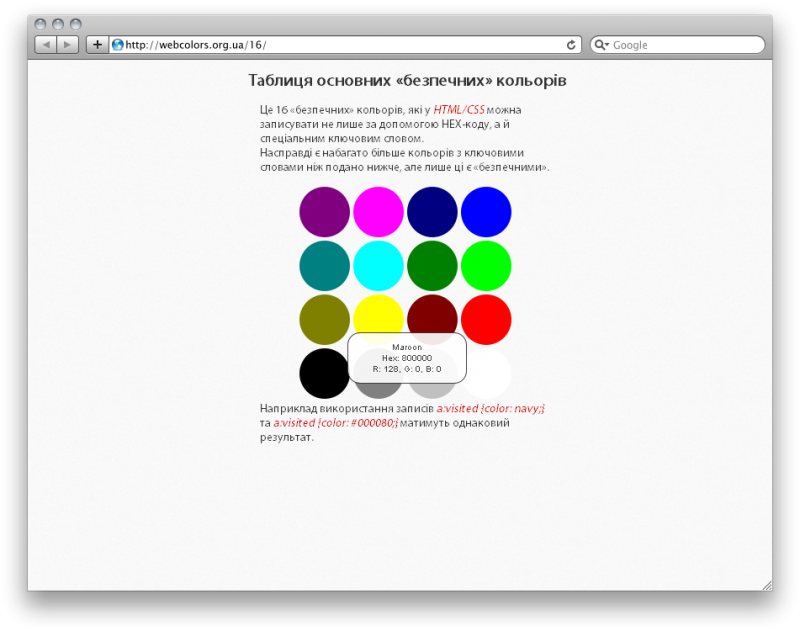 http://webcolors.org.ua/16/
Google
Таблиця основних «безпечних» кольорів
Це 16 «безпечних» кольорів, які у HTML/CSS можна
записувати не лише за допомогою HEX-коду, а й
спеціальним ключовим словом.
Насправді є набагато більше кольорів з ключовими
словами ніж подано нижче, але лише ці є «безпечними».
Maroon
Hex: 800000
R: 128, G: 0, B: 0
Наприклад використання записів a:visited {color: navy;}
та a:visited {color: #000080;} матимуть однаковий
результат.